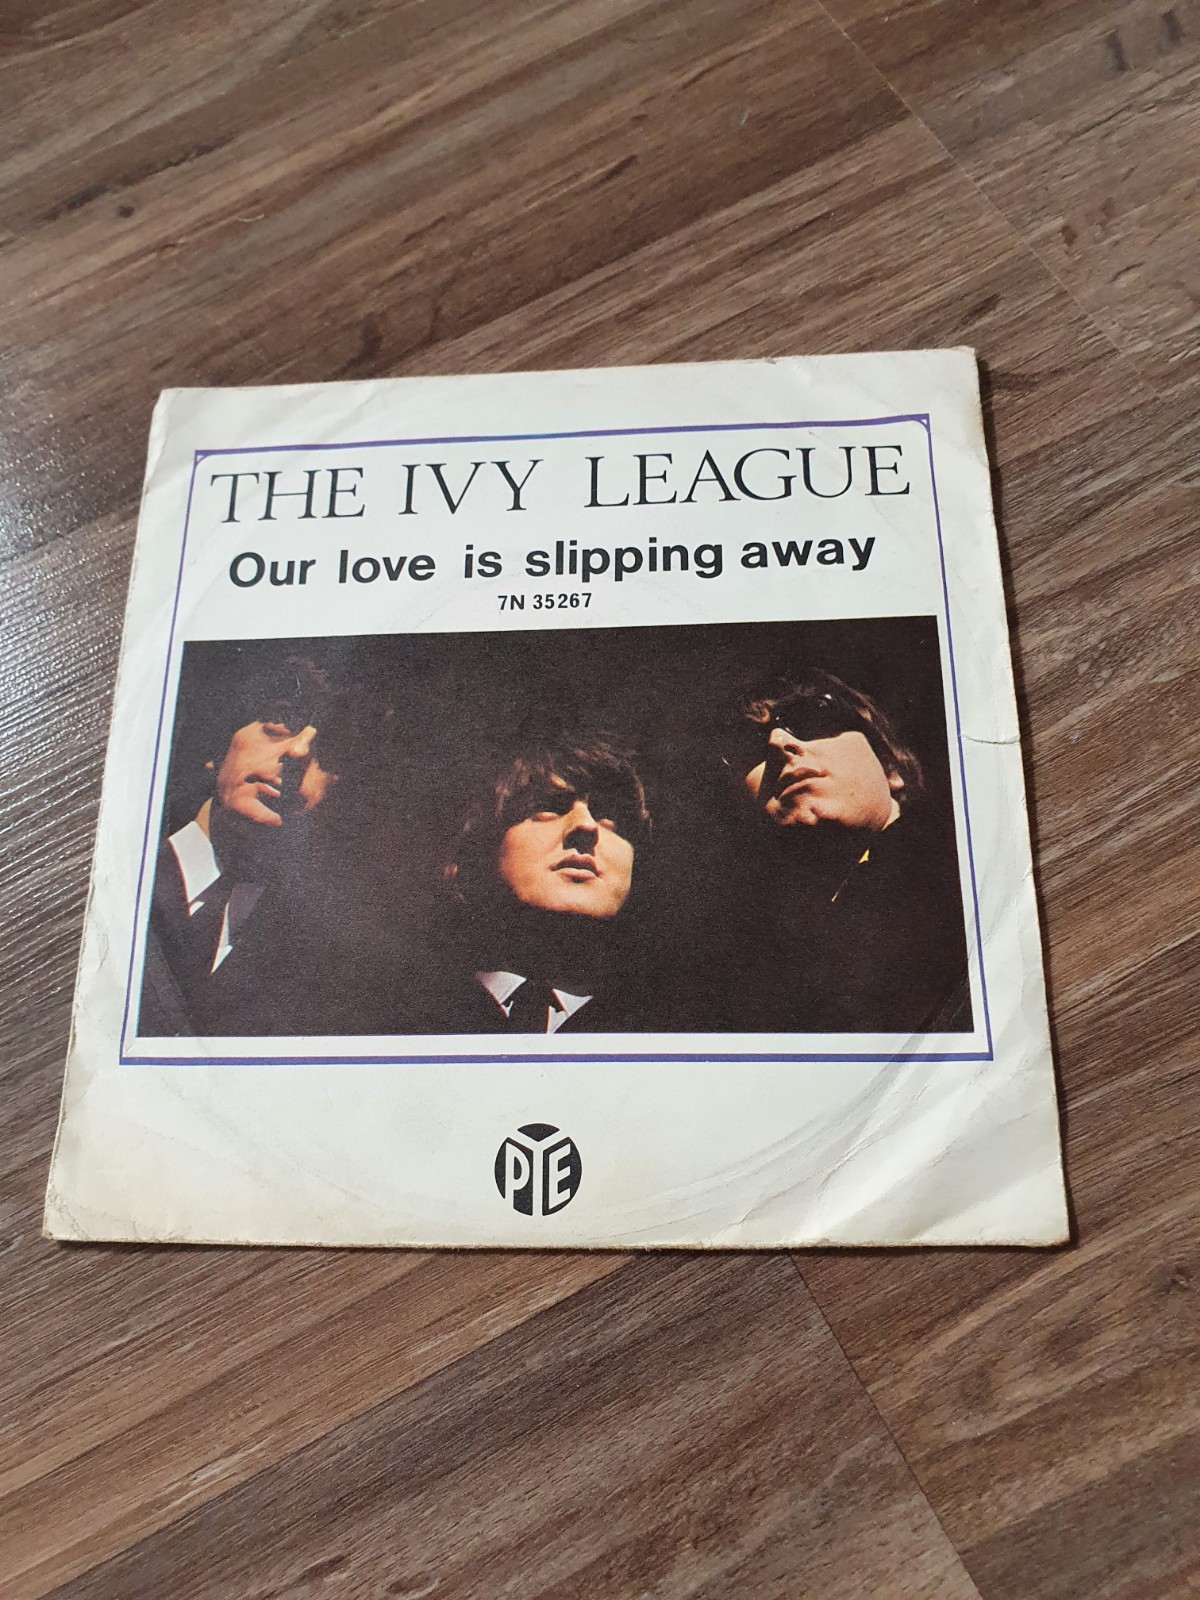 THE IVY LEAGUE
Our love is slipping away
7N 35267
PYE